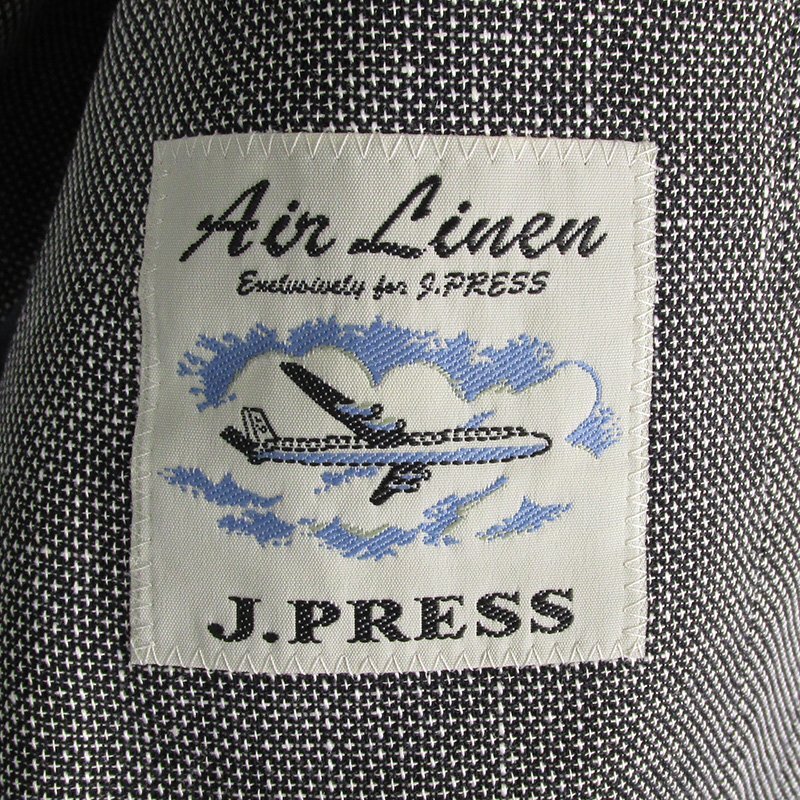 Air Linen
Exclusively for J.PRESS
J.PRESS